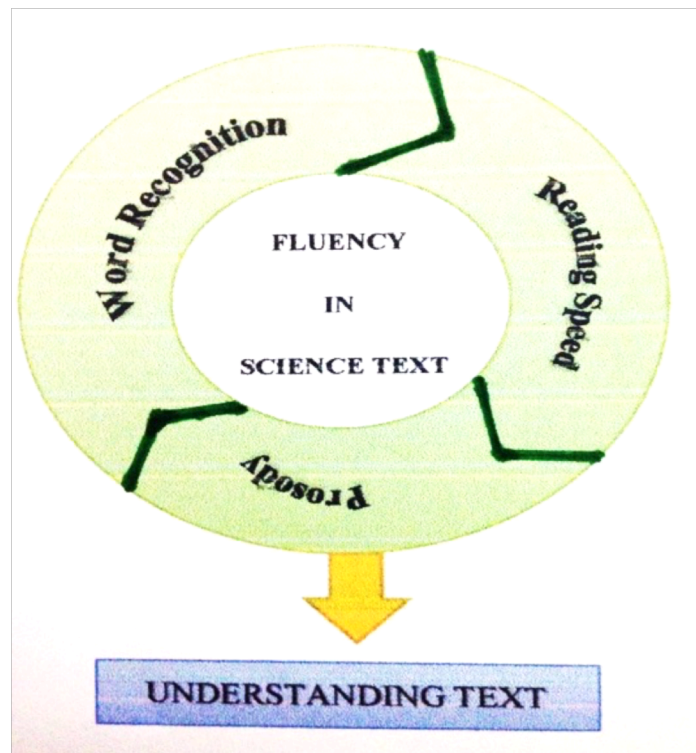 Word Recognition
Reading Speed
Prosody
FLUENCY
IN
SCIENCE TEXT
UNDERSTANDING TEXT